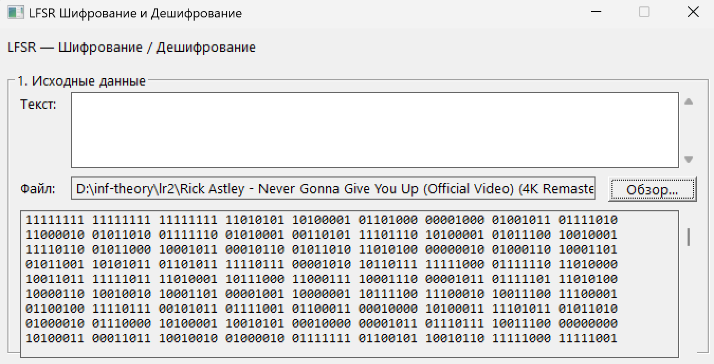 LFSR Шифрование и Дешифрование
LFSR — Шифрование / Дешифрование
1. Исходные данные
Текст:
Файл: D:\inf-theory\lr2\Rick Astley - Never Gonna Give You Up (Official Video) (4K Remaste Обзор...
11111111 11111111 11111111 11010101 10100001 01101000 00001000 01001011 01111010
11000010 01011010 01111110 01010001 00110101 11101110 10100001 01011100 10010001
11110110 01011000 10001011 00010110 01011010 11010100 00000010 01000110 10001101
01011001 10101011 01101011 11110111 00001010 10110111 11111000 01111110 11010000
10011011 11111011 11010001 10111000 11000111 10001110 00001011 01111101 11010100
10000110 10010010 10001101 00001001 10000001 10111100 11100010 10011100 11100001
01100100 11110111 00101011 01111001 01100011 00010000 10100011 11101011 01011010
01000010 01110000 10100001 10010101 00010000 00001011 01110111 10011100 00000000
10100011 00011011 10010010 01000010 01111111 01100101 10010110 11111000 11111001